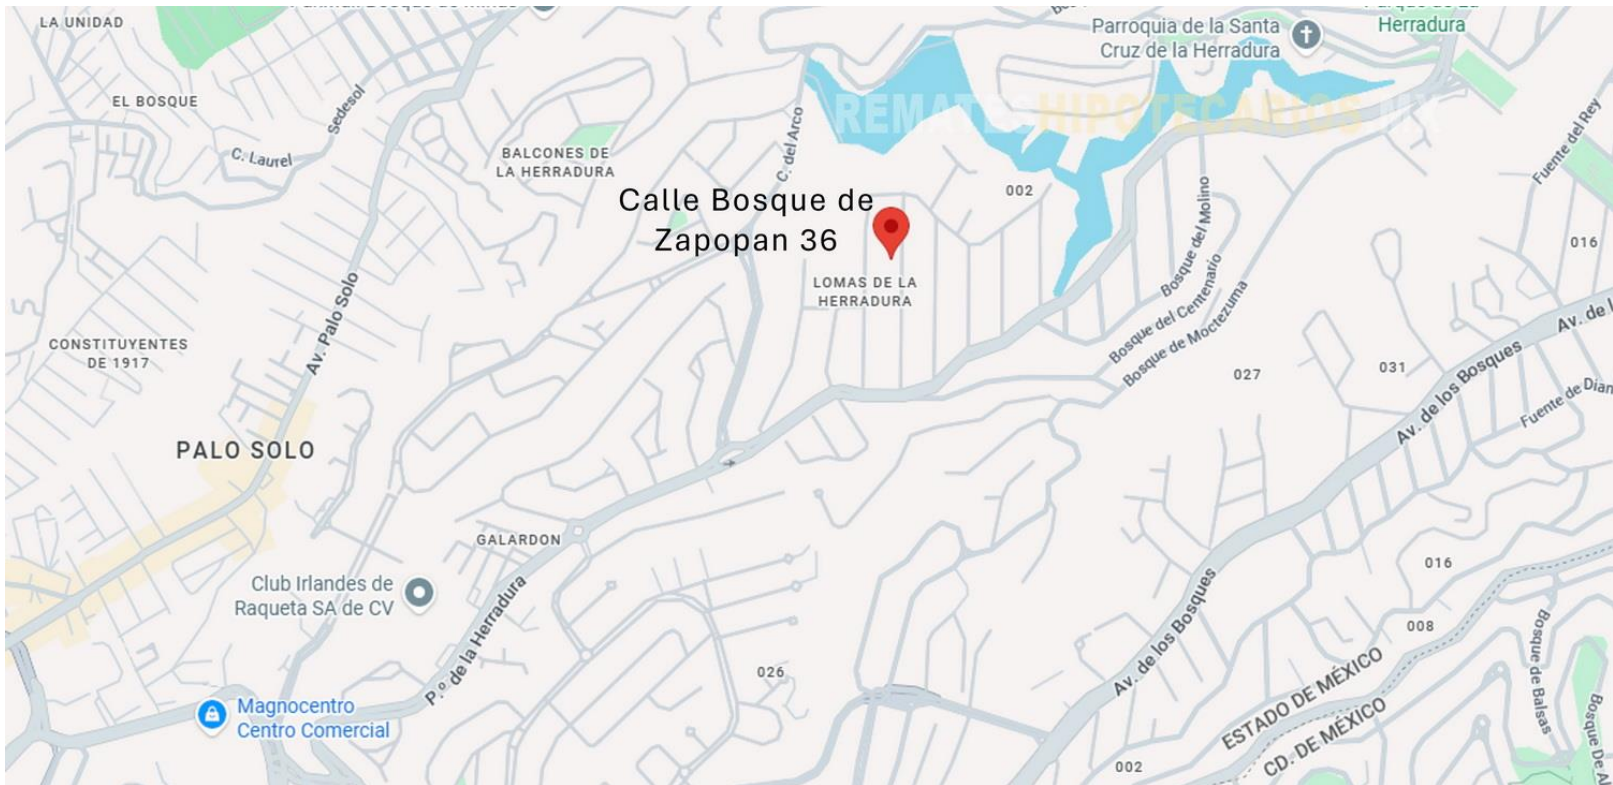 LA UNIDAD
Parroquia de la Santa
Cruz de la Herradura
Herradura
EL BOSQUE
Sedesol
C. Laurel
BALCONES DE
LA HERRADURA
C. del Arco
REMATESHIPOTECARIOS.MX
Fuente del Rey
002
Calle Bosque de
Zapopan 36
LOMAS DE LA
HERRADURA
Bosque del Molino
Bosque del Centenario
Bosque de Moctezuma
016
Av. Palo Solo
CONSTITUYENTES
DE 1917
027
031
Av. de los Bosques
Av. de l
Fuente de Dian
PALO SOLO
GALARDON
Club Irlandes de
Raqueta SA de CV
P.º de la Herradura
016
008
026
Av. de los Bosques
Magnocentro
Centro Comercial
ESTADO DE MÉXICO
CD. DE MÉXICO
002
Bosque de Balsas
Bosque De Al